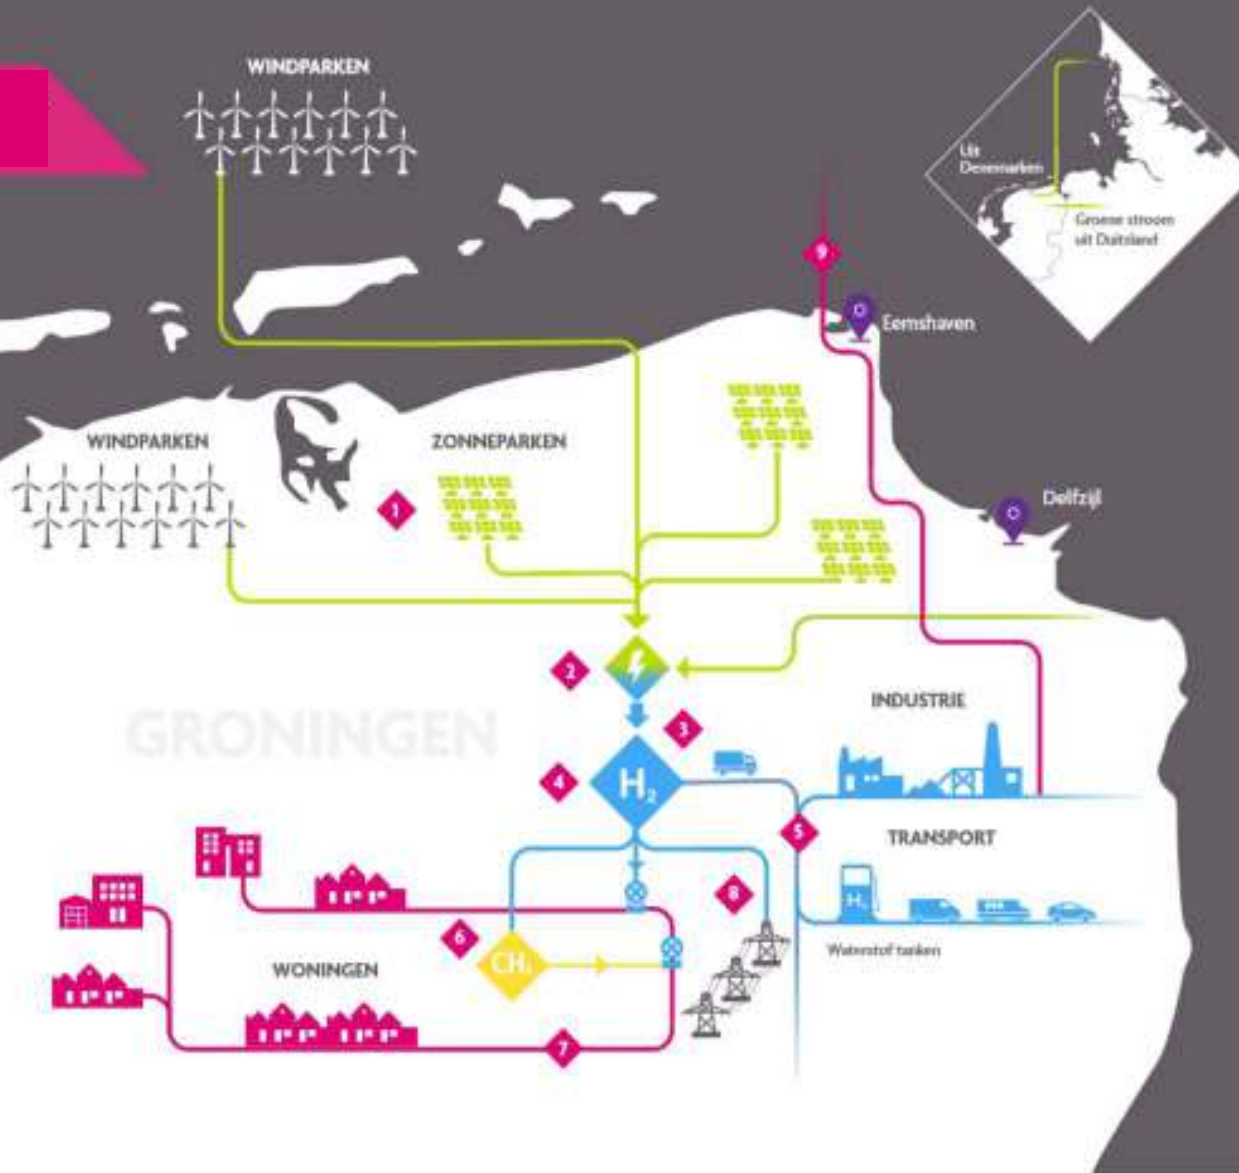 WINDPARKEN
Uit
Denemarken
Groene stroom
uit Duitsland
9
Eemshaven
WINDPARKEN
ZONNEPARKEN
1
Delfzijl
2
INDUSTRIE
3
GRONINGEN
4
H2
5
TRANSPORT
8
H2
6
CH4
WONINGEN
Waterstof tanken
7